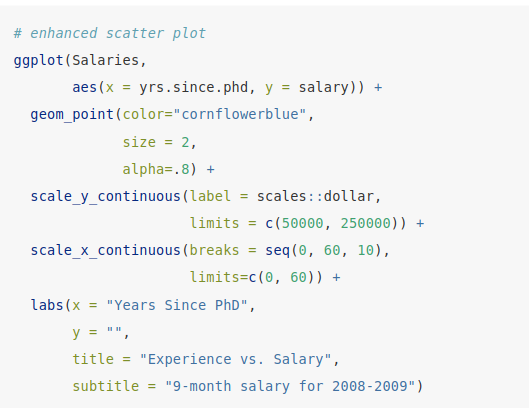 # enhanced scatter plot
ggplot(Salaries,
       aes(x = yrs.since.phd, y = salary)) +
  geom_point(color="cornflowerblue",
             size = 2,
             alpha=.8) +
  scale_y_continuous(label = scales::dollar,
                     limits = c(50000, 250000)) +
  scale_x_continuous(breaks = seq(0, 60, 10),
                     limits=c(0, 60)) +
  labs(x = "Years Since PhD",
       y = "",
       title = "Experience vs. Salary",
       subtitle = "9-month salary for 2008-2009")